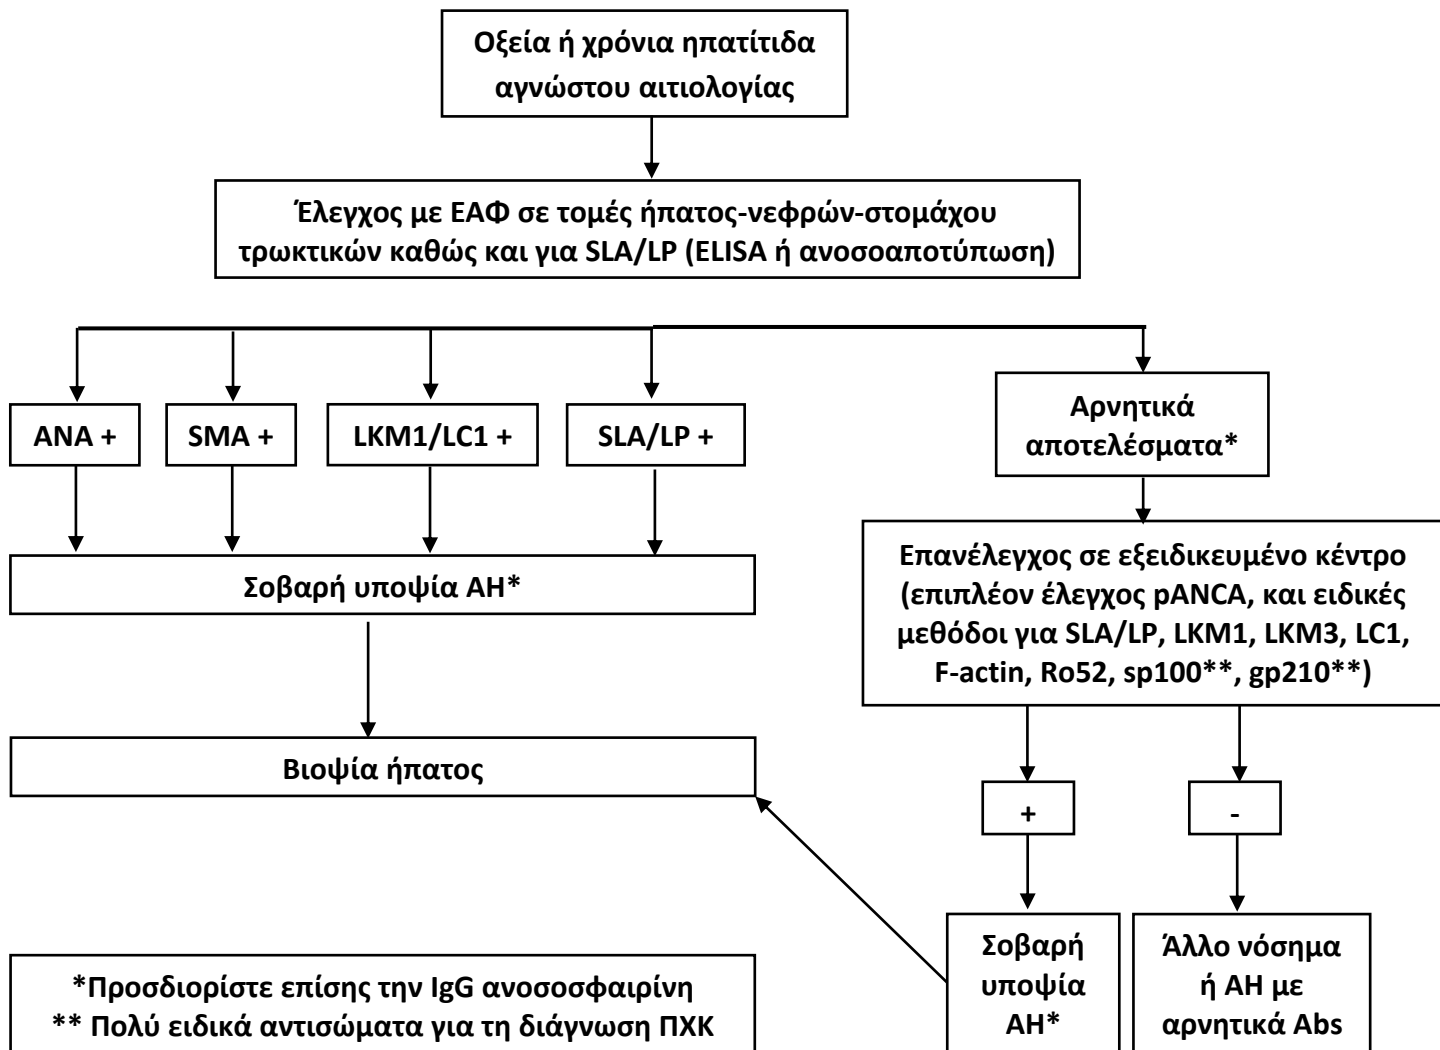 Οξεία ή χρόνια ηπατίτιδα
αγνώστου αιτιολογίας
Έλεγχος με ΕΑΦ σε τομές ήπατος-νεφρών-στομάχου
τρωκτικών καθώς και για SLA/LP (ELISA ή ανοσοαποτύπωση)
ANA +
SMA +
LKM1/LC1 +
SLA/LP +
Αρνητικά
αποτελέσματα*
Σοβαρή υποψία ΑΗ*
Επανέλεγχος σε εξειδικευμένο κέντρο
(επιπλέον έλεγχος pANCA, και ειδικές
μεθόδοι για SLA/LP, LKM1, LKM3, LC1,
F-actin, Ro52, sp100**, gp210**)
Βιοψία ήπατος
+
-
Σοβαρή
υποψία
ΑΗ*
Άλλο νόσημα
ή ΑΗ με
αρνητικά Abs
*Προσδιορίστε επίσης την IgG ανοσοσφαιρίνη
** Πολύ ειδικά αντισώματα για τη διάγνωση ΠΧΚ